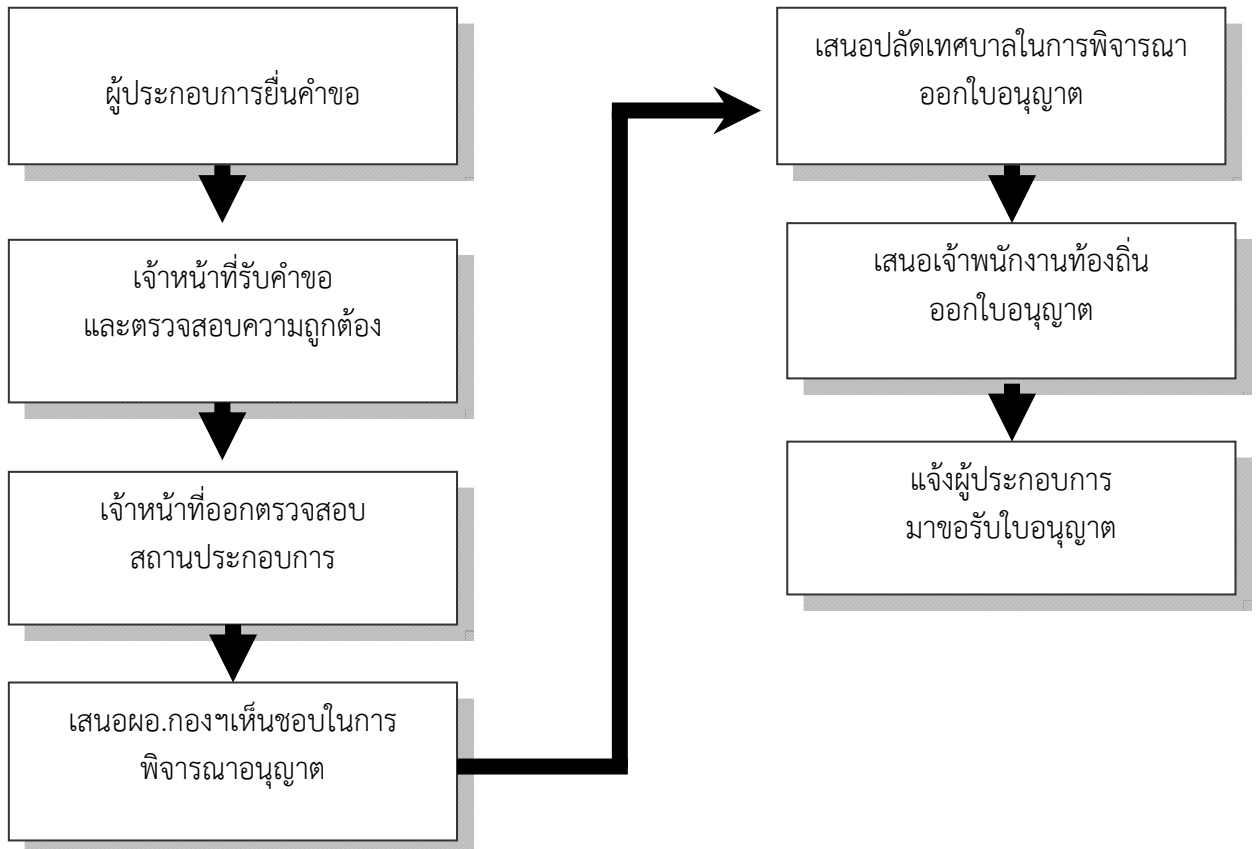 ผู้ประกอบการยื่นคำขอ
เจ้าหน้าที่รับคำขอ
และตรวจสอบความถูกต้อง
เจ้าหน้าที่ออกตรวจสอบ
สถานประกอบการ
เสนอผอ.กองฯเห็นชอบในการ
พิจารณาอนุญาต
เสนอปลัดเทศบาลในการพิจารณา
ออกใบอนุญาต
เสนอเจ้าพนักงานท้องถิ่น
ออกใบอนุญาต
แจ้งผู้ประกอบการ
มาขอรับใบอนุญาต